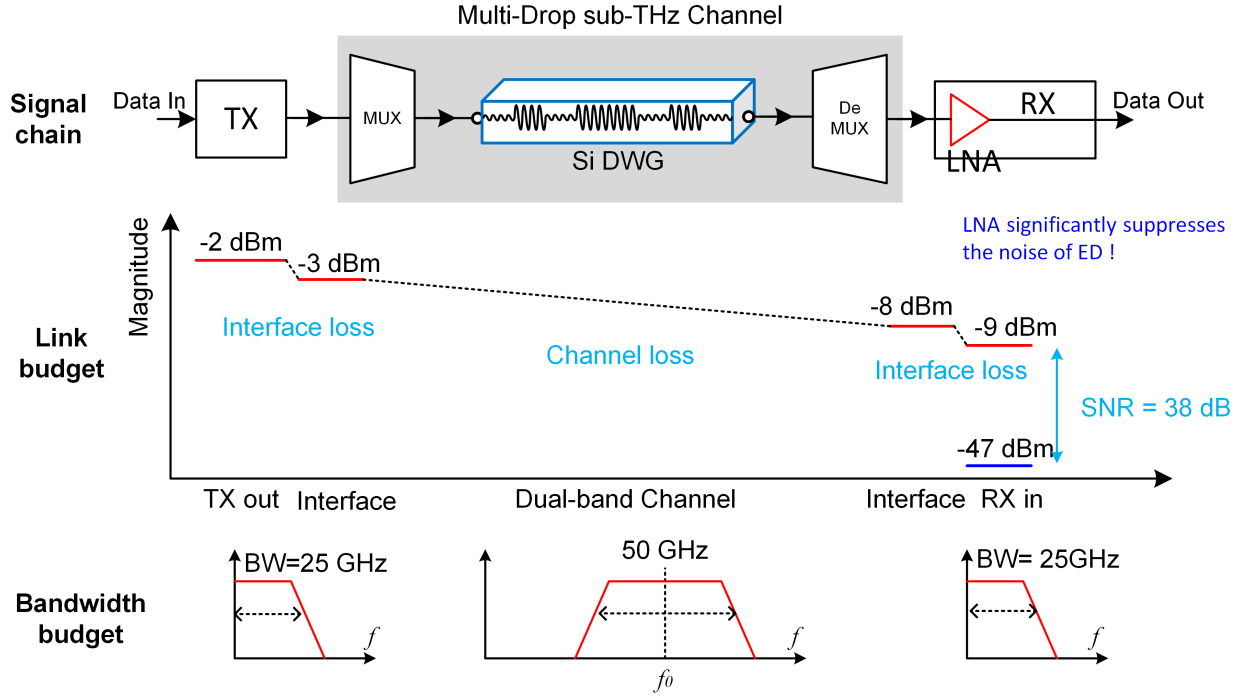 Multi-Drop sub-THz Channel
Signal
chain
Data In
TX
MUX
Si DWG
De
MUX
RX
LNA
Data Out
LNA significantly suppresses
the noise of ED !
Magnitude
-2 dBm
-3 dBm
-8 dBm
-9 dBm
Interface loss
Channel loss
Interface loss
Link
budget
SNR = 38 dB
-47 dBm
TX out
Interface
Dual-band Channel
Interface
RX in
Bandwidth
budget
BW=25 GHz
f
50 GHz
f
f0
BW= 25GHz
f